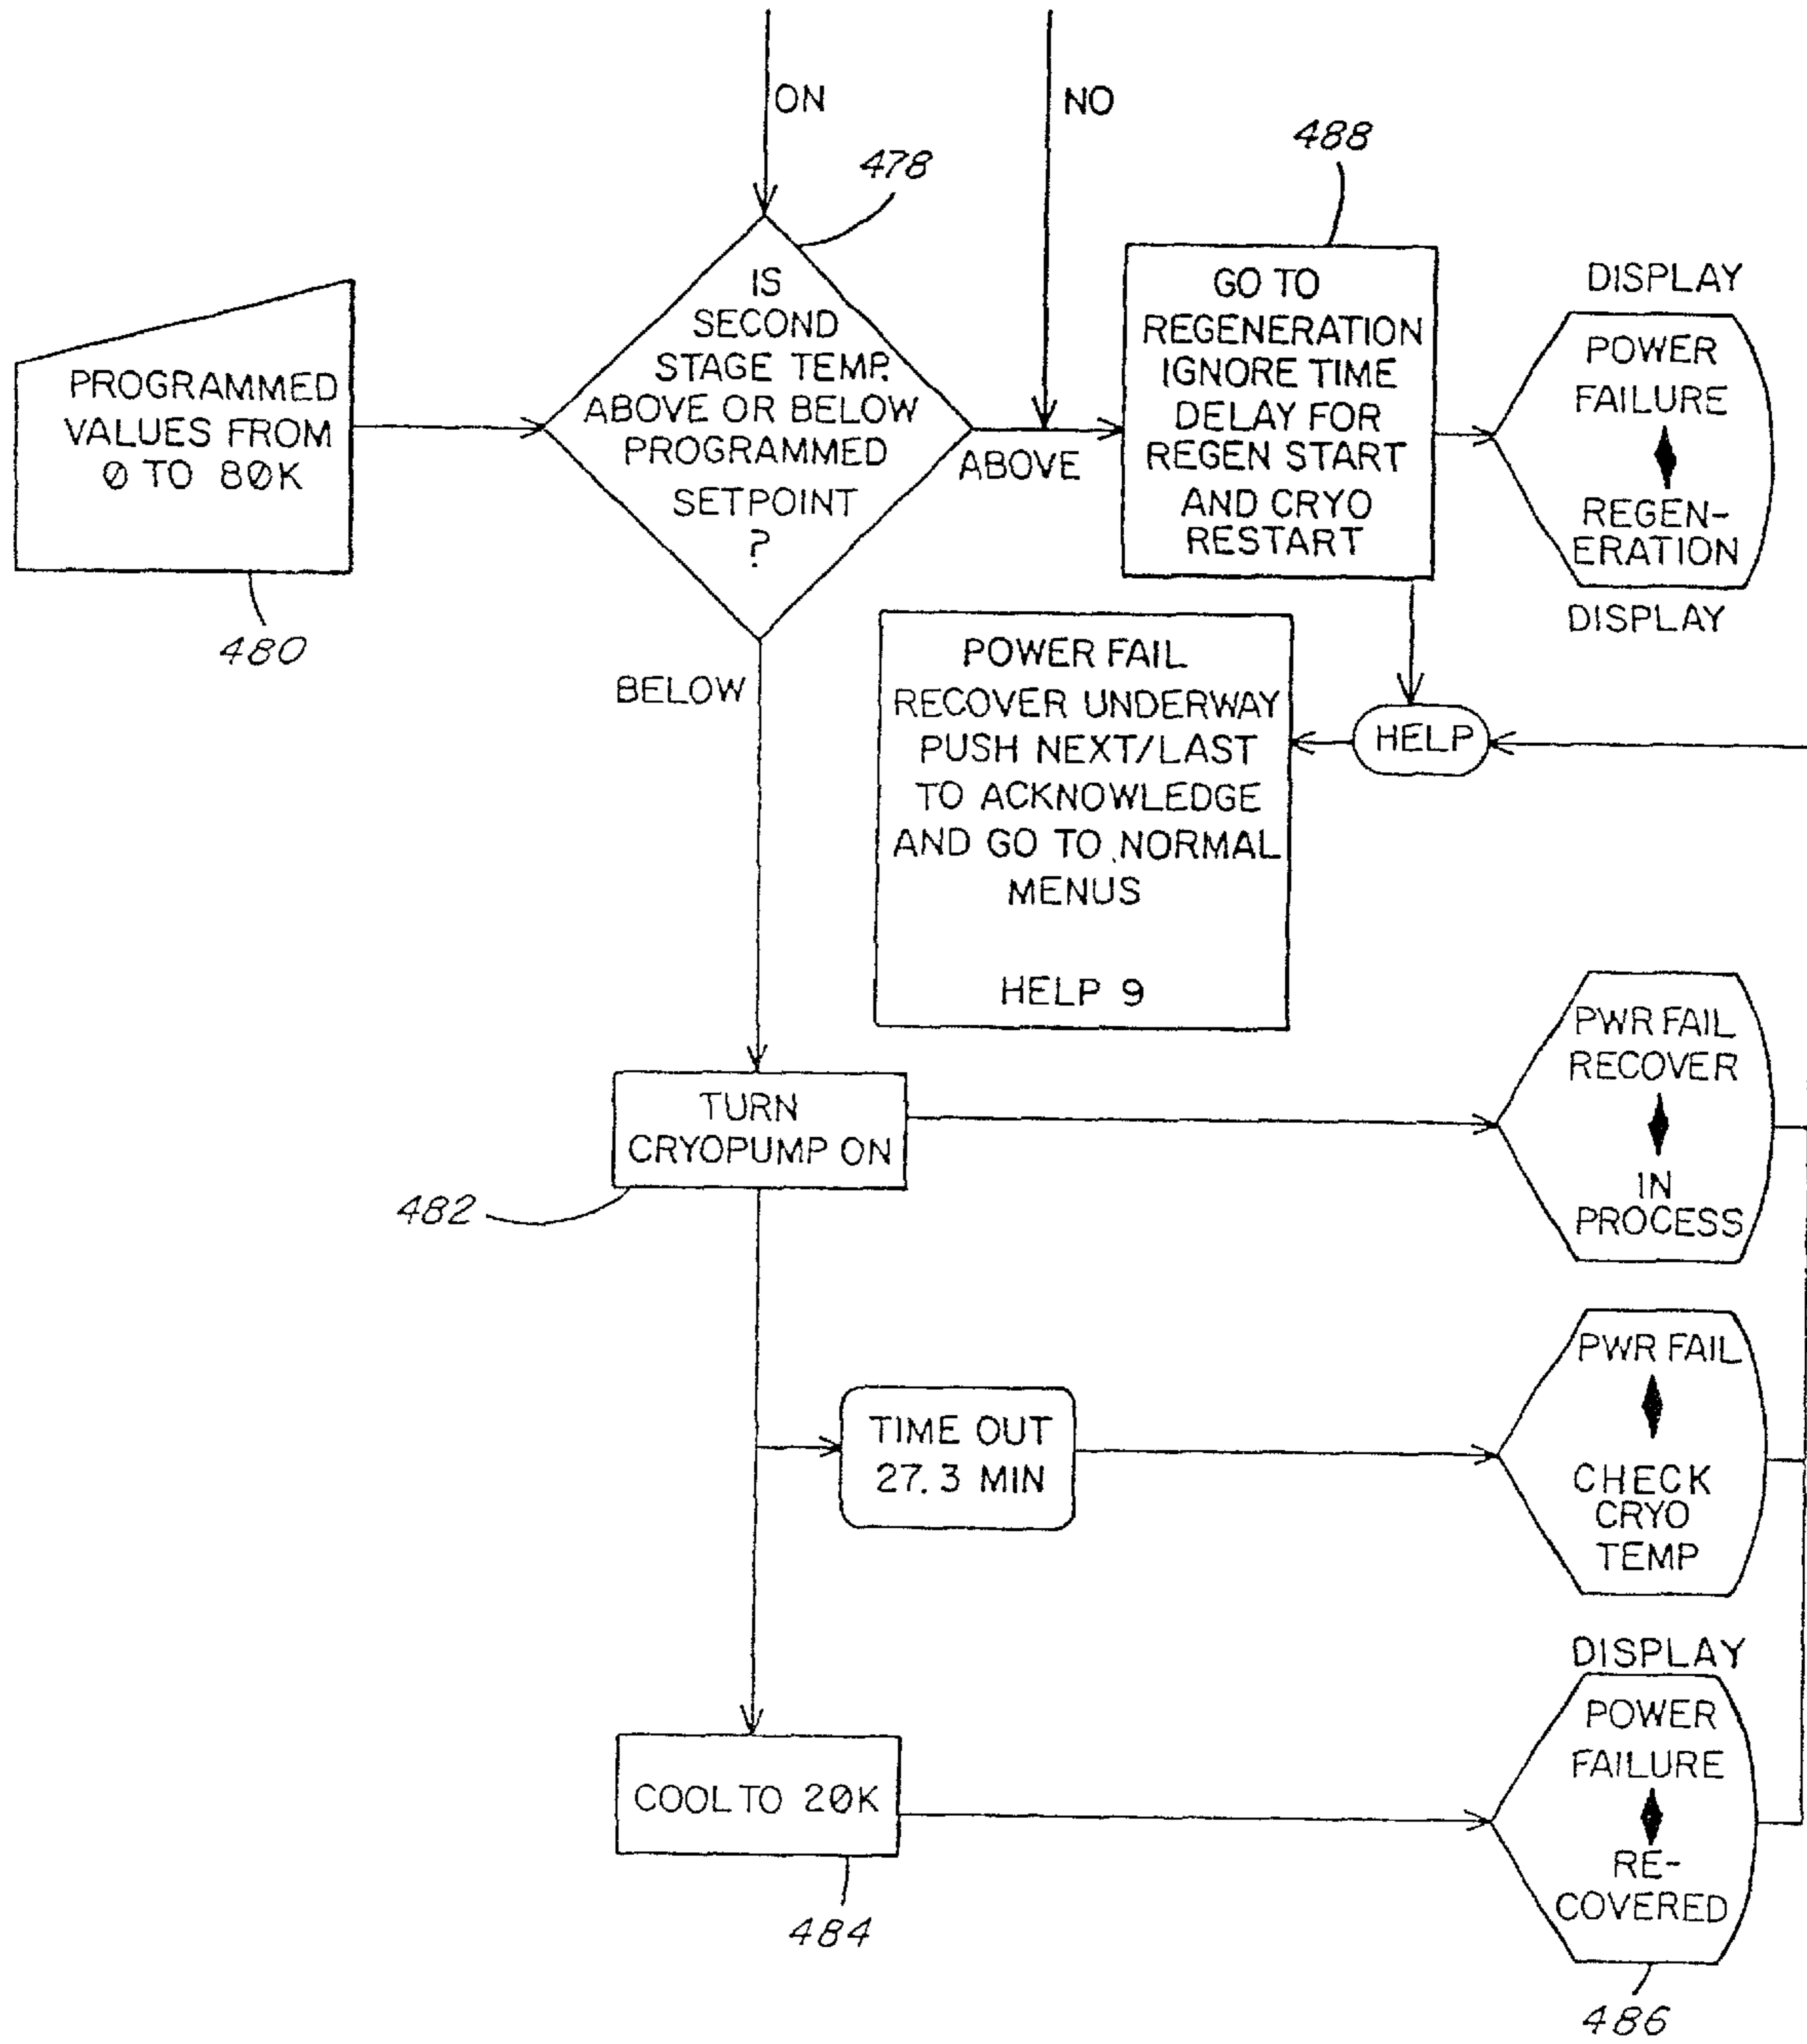 ON
NO
478
488
PROGRAMMED
VALUES FROM
0 TO 80K
480
IS
SECOND
STAGE TEMP.
ABOVE OR BELOW
PROGRAMMED
SETPOINT
?
ABOVE
BELOW
GO TO
REGENERATION
IGNORE TIME
DELAY FOR
REGEN START
AND CRYO
RESTART
DISPLAY
POWER
FAILURE
REGEN-
ERATION
DISPLAY
HELP
POWER FAIL
RECOVER UNDERWAY
PUSH NEXT/LAST
TO ACKNOWLEDGE
AND GO TO NORMAL
MENUS
HELP 9
TURN
CRYOPUMP ON
482
PWR FAIL
RECOVER
IN
PROCESS
TIME OUT
27.3 MIN
PWR FAIL
CHECK
CRYO
TEMP
COOL TO 20K
484
DISPLAY
POWER
FAILURE
RE-
COVERED
486